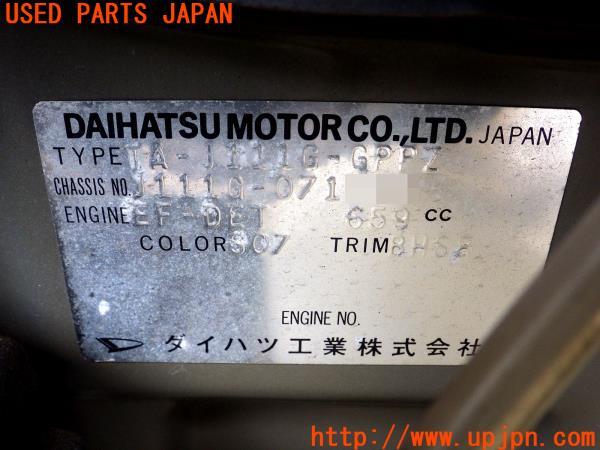 USED PARTS JAPAN
DAIHATSU MOTOR CO.,LTD. JAPAN
TYPE TA-J111G-GPPZ
CHASSIS NO. J111G-071
ENGINE EF-DET 659 CC
COLOR S07 TRIM
ENGINE NO.
ダイハツ工業株式会社
http://www.upjpn.com